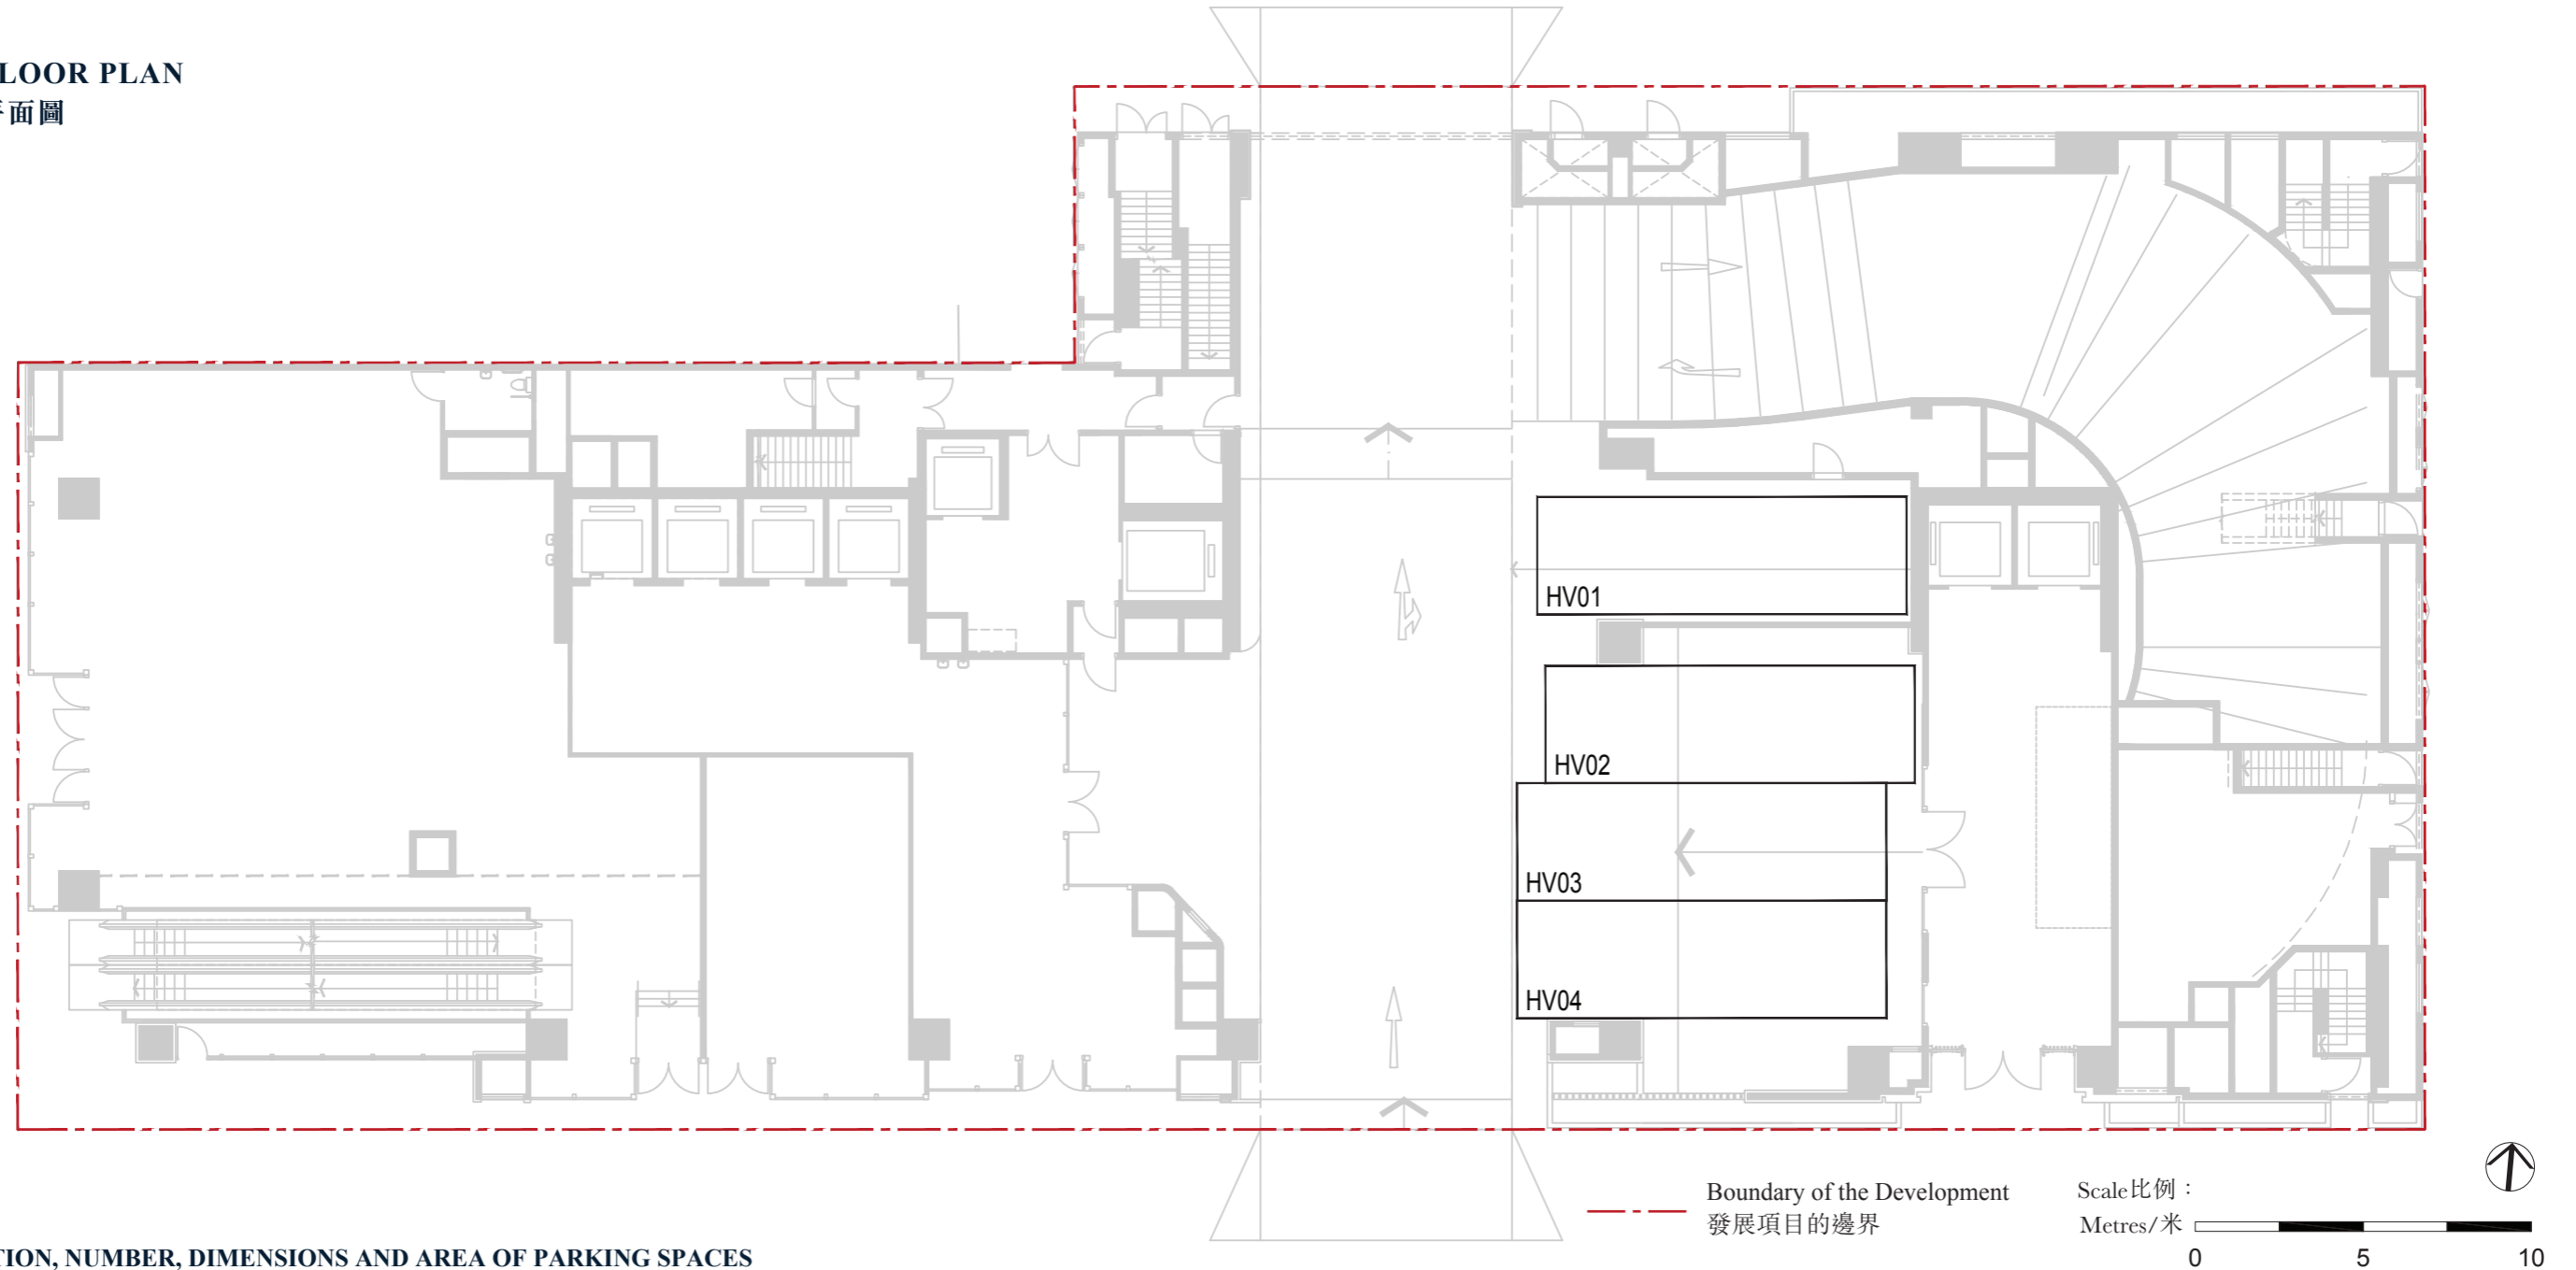 LOOR PLAN
平面圖
HV01
HV02
HV03
HV04
Boundary of the Development
發展項目的邊界
Scale比例：
Metres/米
0 5 10
TION, NUMBER, DIMENSIONS AND AREA OF PARKING SPACES